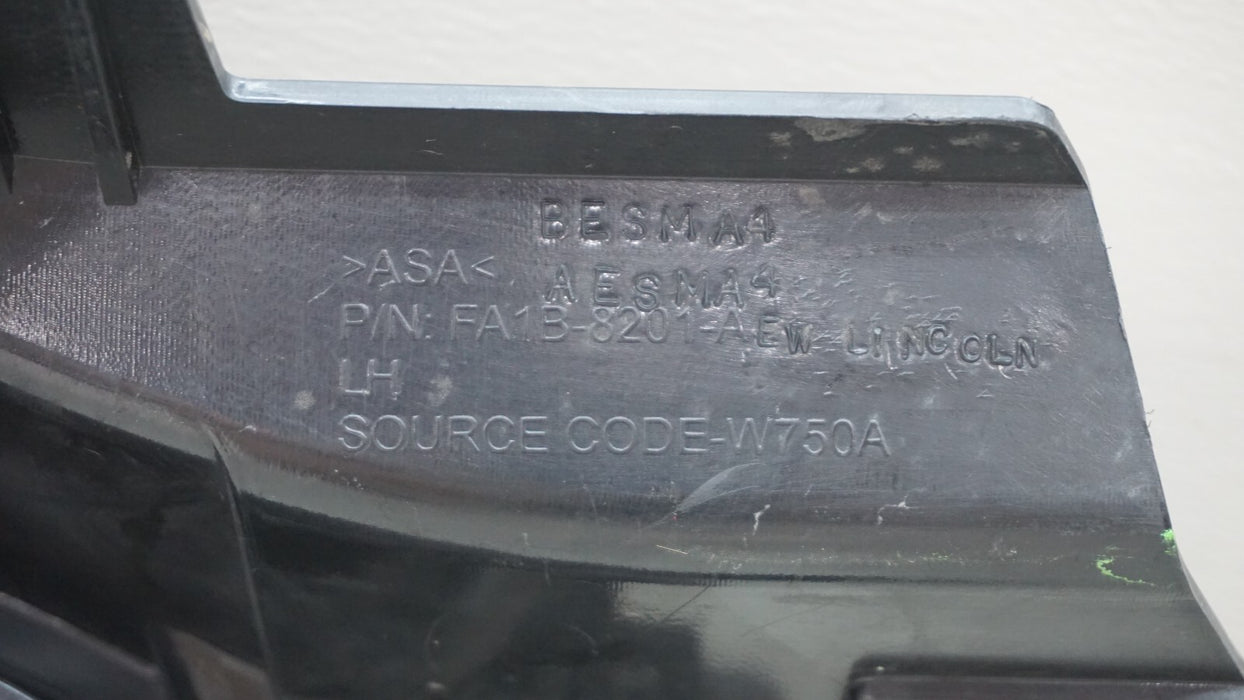 BESMA4
>ASA<
AESMA4
P/N: FA1B-8201-AEW LINCOLN
LH
SOURCE CODE-W750A